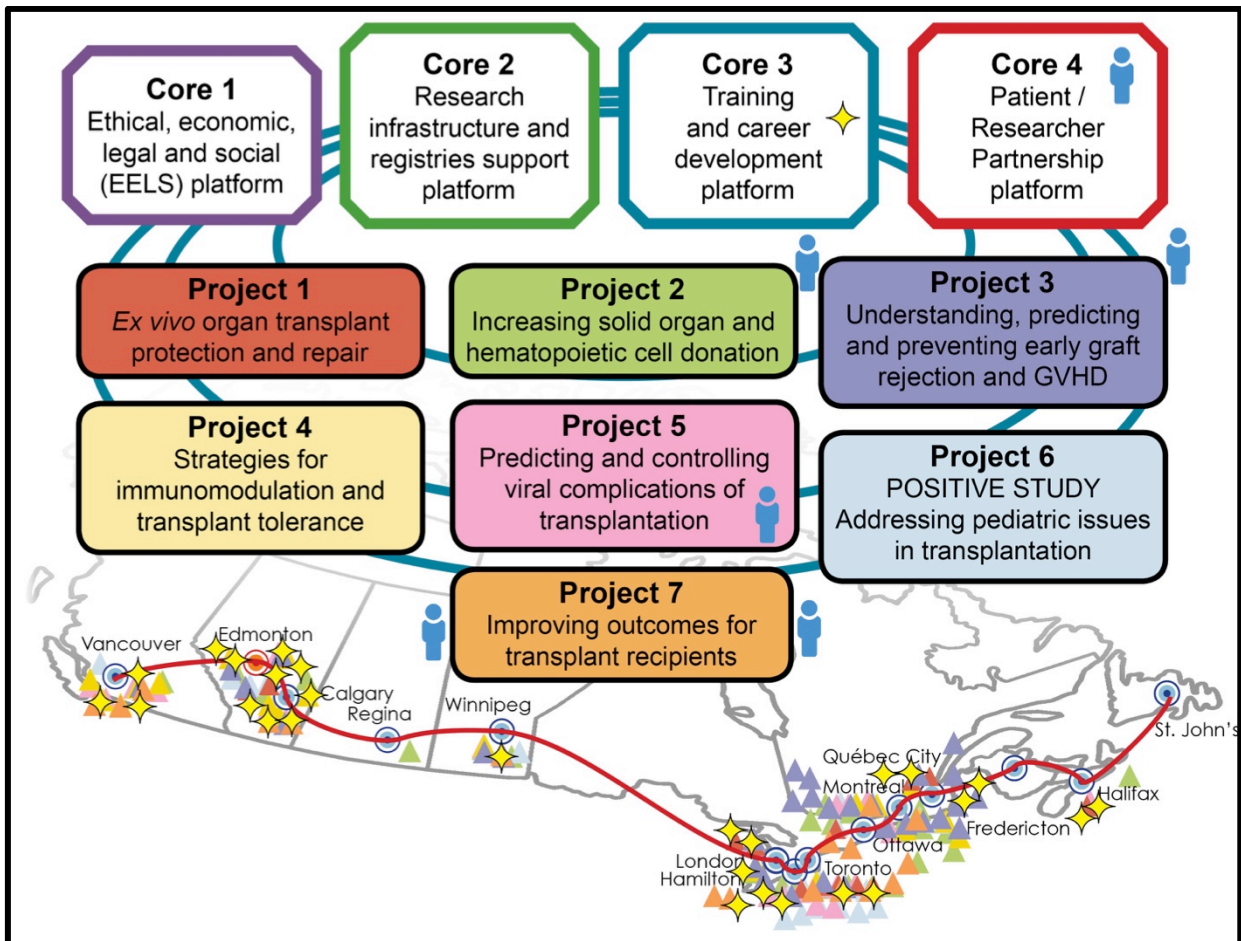 Core 1
Ethical, economic,
legal and social
(EELS) platform
Core 2
Research
infrastructure and
registries support
platform
Core 3
Training
and career
development
platform
Core 4
Patient /
Researcher
Partnership
platform
Project 1
Ex vivo organ transplant
protection and repair
Project 2
Increasing solid organ and
hematopoietic cell donation
Project 3
Understanding, predicting
and preventing early graft
rejection and GVHD
Project 4
Strategies for
immunomodulation and
transplant tolerance
Project 5
Predicting and controlling
viral complications of
transplantation
Project 6
POSITIVE STUDY
Addressing pediatric issues
in transplantation
Project 7
Improving outcomes for
transplant recipients
Vancouver
Edmonton
Calgary
Regina
Winnipeg
St. John's
Québec City
Montréal
Halifax
Fredericton
Ottawa
London
Hamilton
Toronto